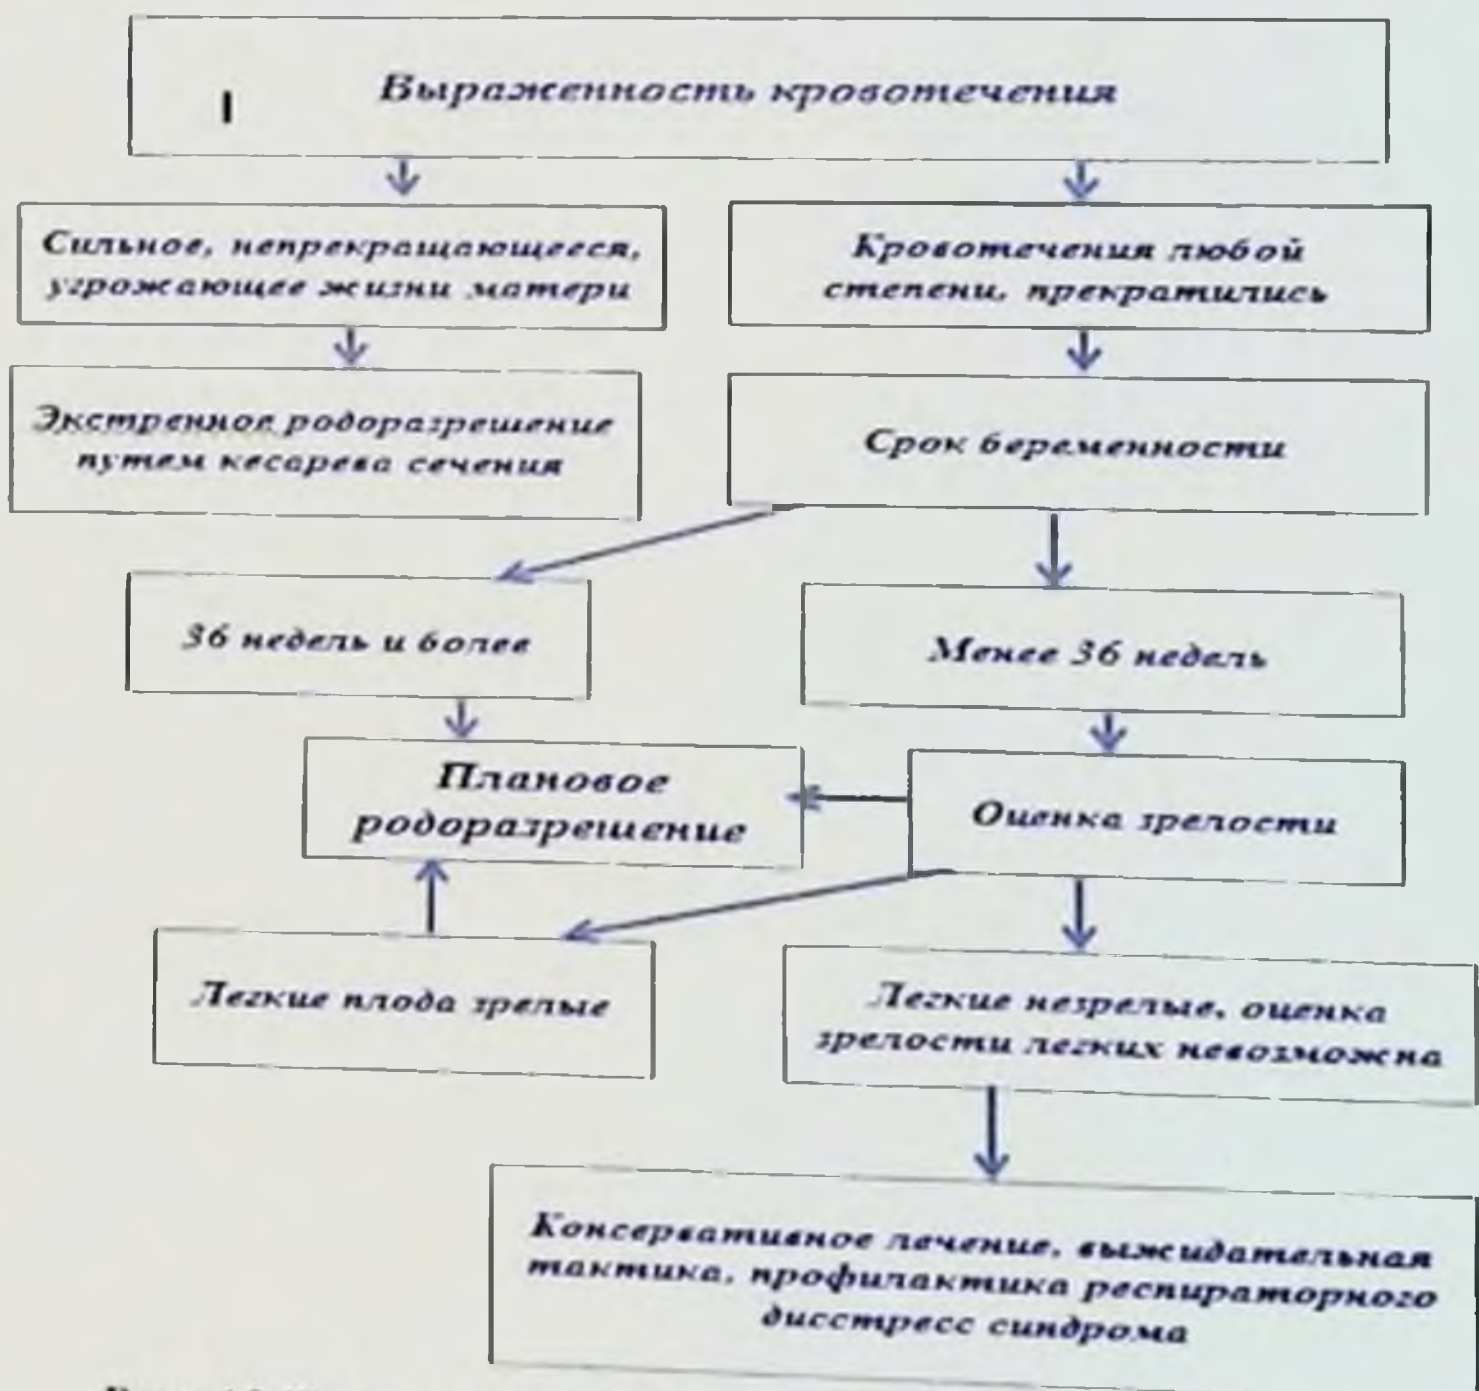 Выраженность кровотечения
Сильное, непрекращающееся,
угрожающее жизни матери
Кровотечения любой
степени, прекратились
Экстренное родоразрешение
путем кесарева сечения
Срок беременности
36 недель и более
Менее 36 недель
Плановое
родоразрешение
Оценка зрелости
Легкие плода зрелые
Легкие незрелые, оценка
зрелости легких невозможна
Консервативное лечение, выжидательная
тактика, профилактика респираторного
дисстресс синдрома